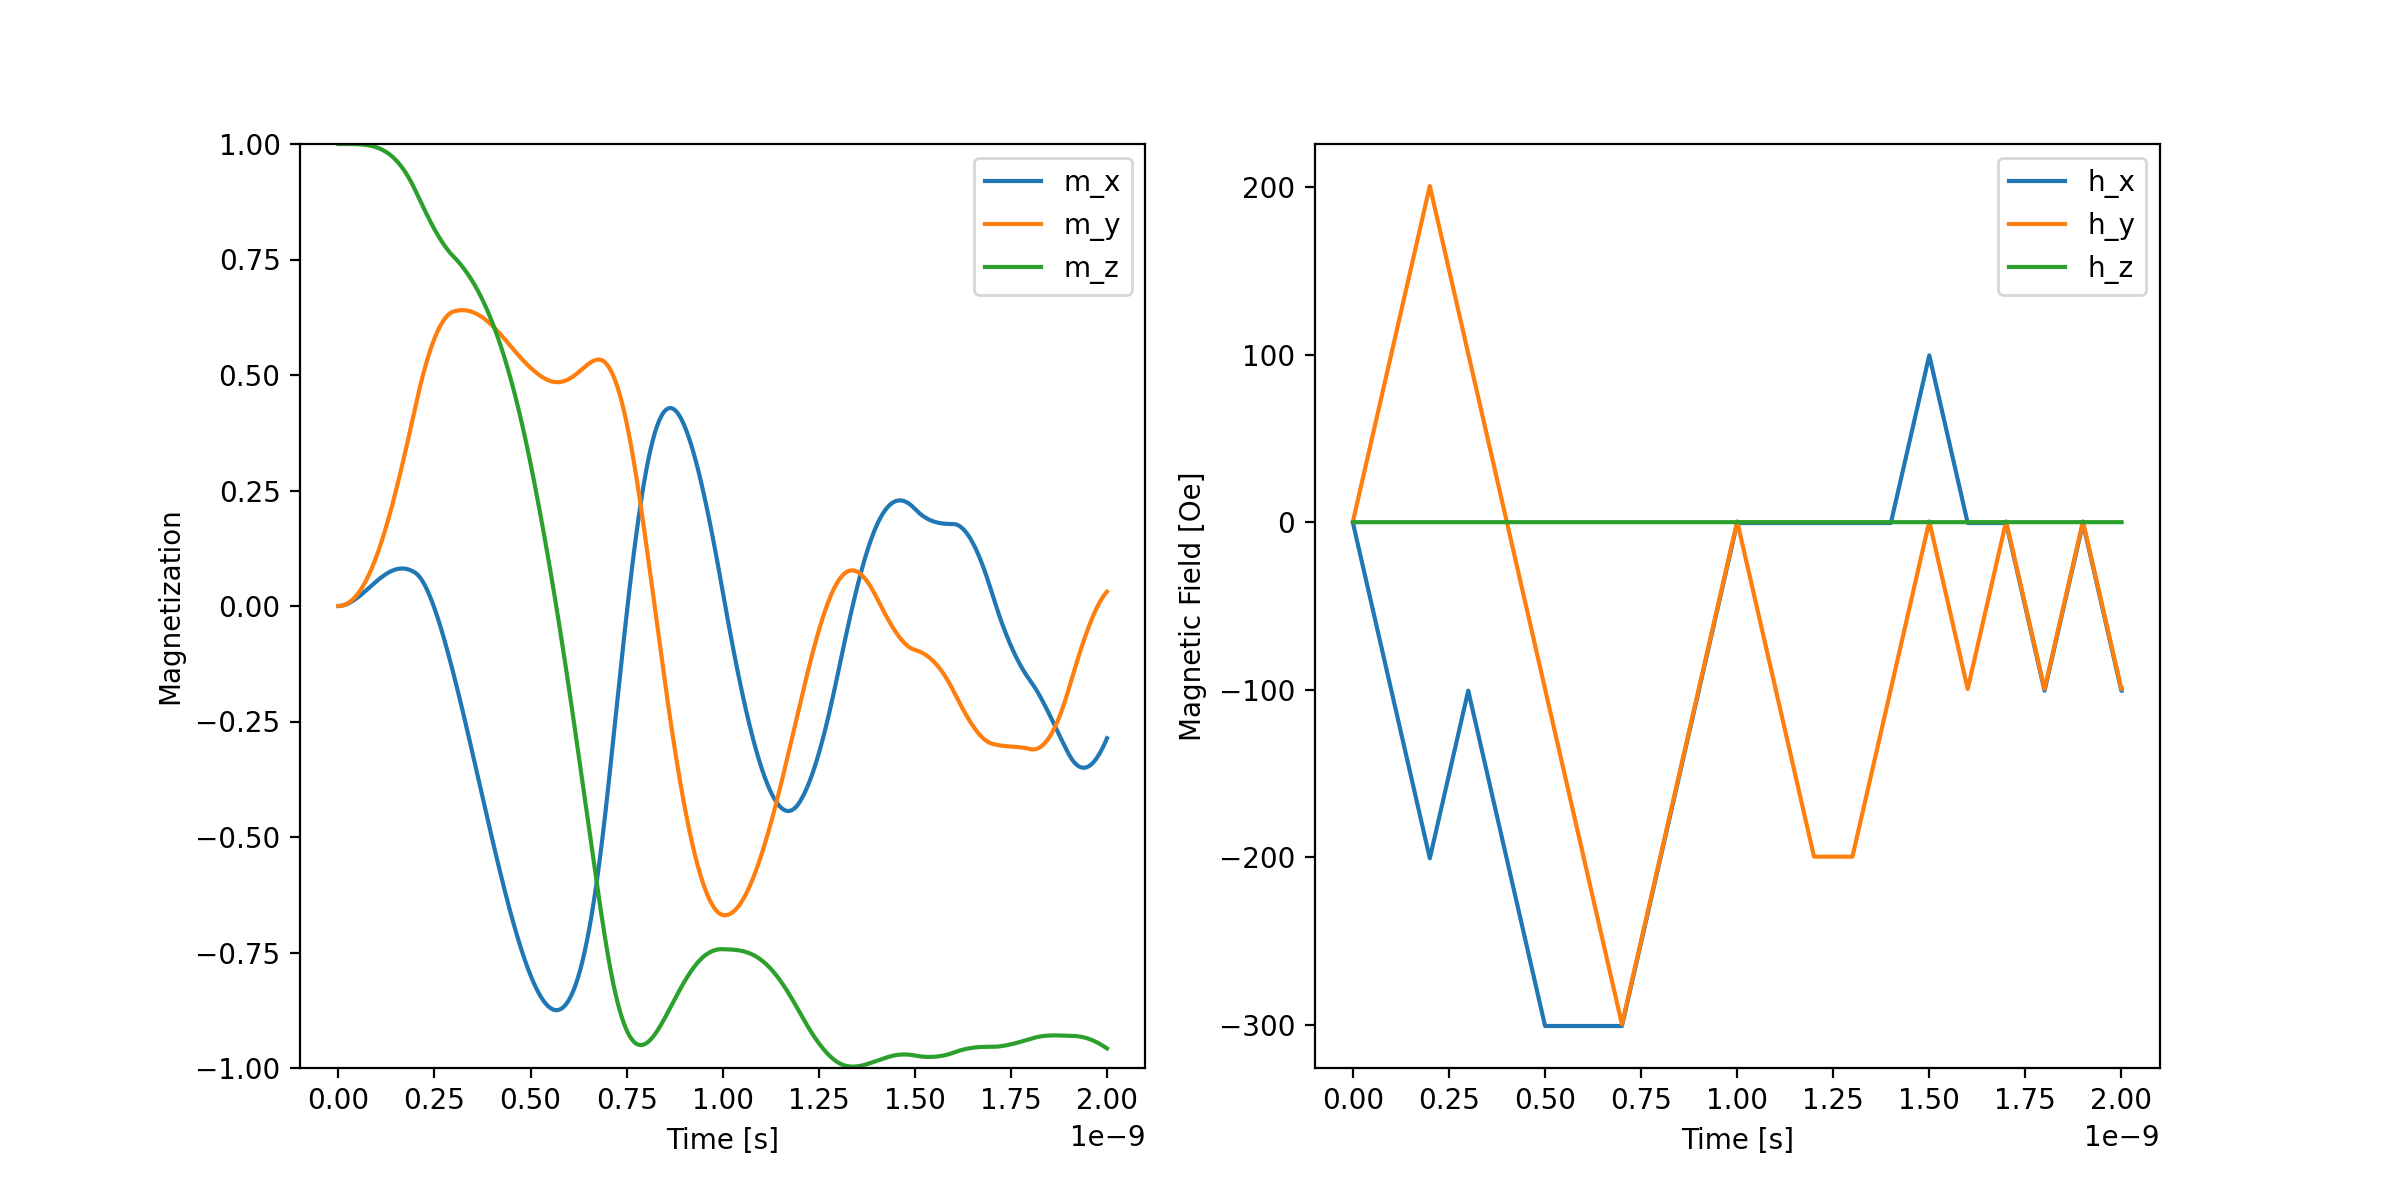 1.00
0.75
0.50
0.25
0.00
−0.25
−0.50
−0.75
−1.00
Magnetization
m_x
m_y
m_z
0.00 0.25 0.50 0.75 1.00 1.25 1.50 1.75 2.00
Time [s]
1e−9
200
100
0
−100
−200
−300
Magnetic Field [Oe]
h_x
h_y
h_z
0.00 0.25 0.50 0.75 1.00 1.25 1.50 1.75 2.00
Time [s]
1e−9